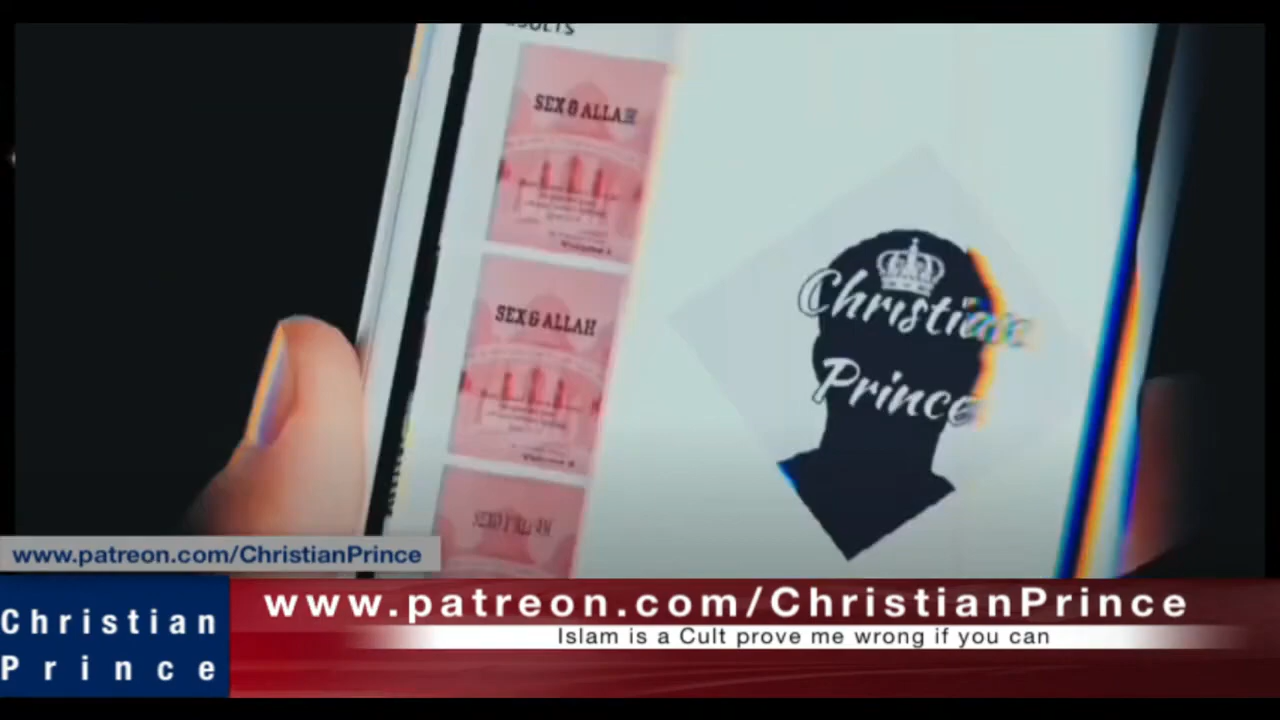 SEX & ALLAH
SEX & ALLAH
Christian
Prince
www.patreon.com/ChristianPrince
Christian
Prince
www.patreon.com/ChristianPrince
Islam is a Cult prove me wrong if you can